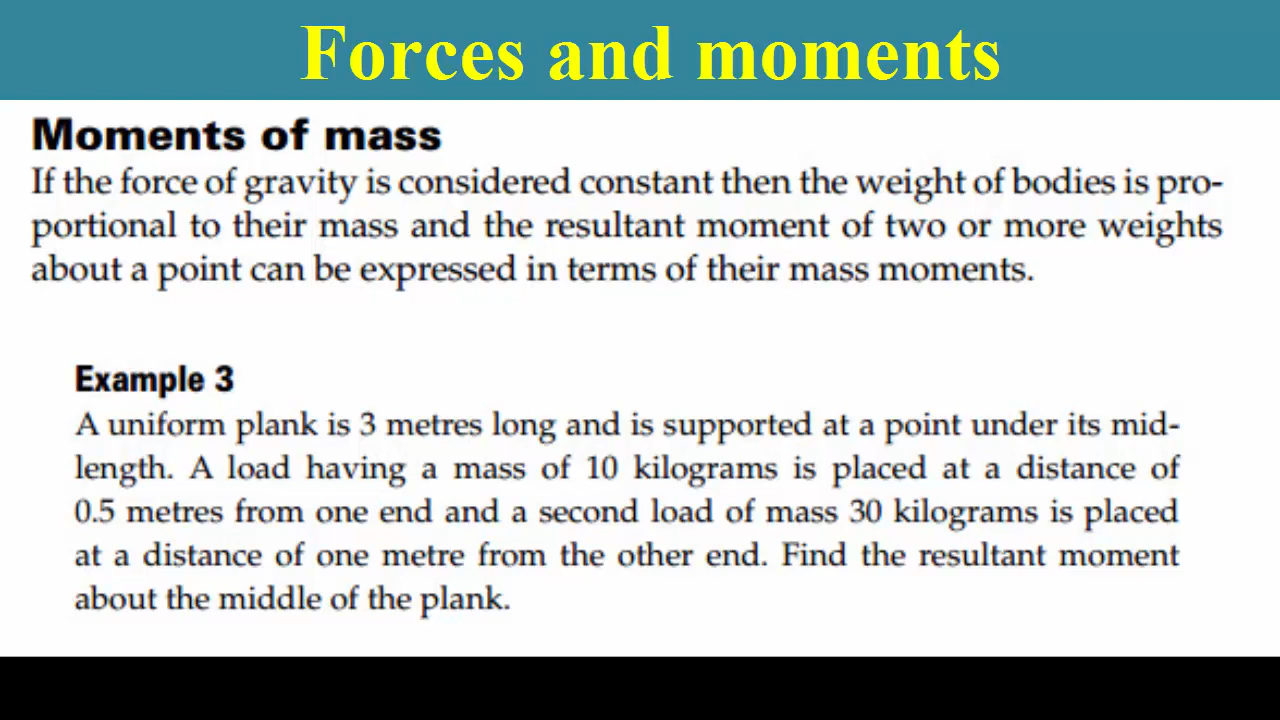 Forces and moments
Moments of mass
If the force of gravity is considered constant then the weight of bodies is pro-
portional to their mass and the resultant moment of two or more weights
about a point can be expressed in terms of their mass moments.
Example 3
A uniform plank is 3 metres long and is supported at a point under its mid-
length. A load having a mass of 10 kilograms is placed at a distance of
0.5 metres from one end and a second load of mass 30 kilograms is placed
at a distance of one metre from the other end. Find the resultant moment
about the middle of the plank.